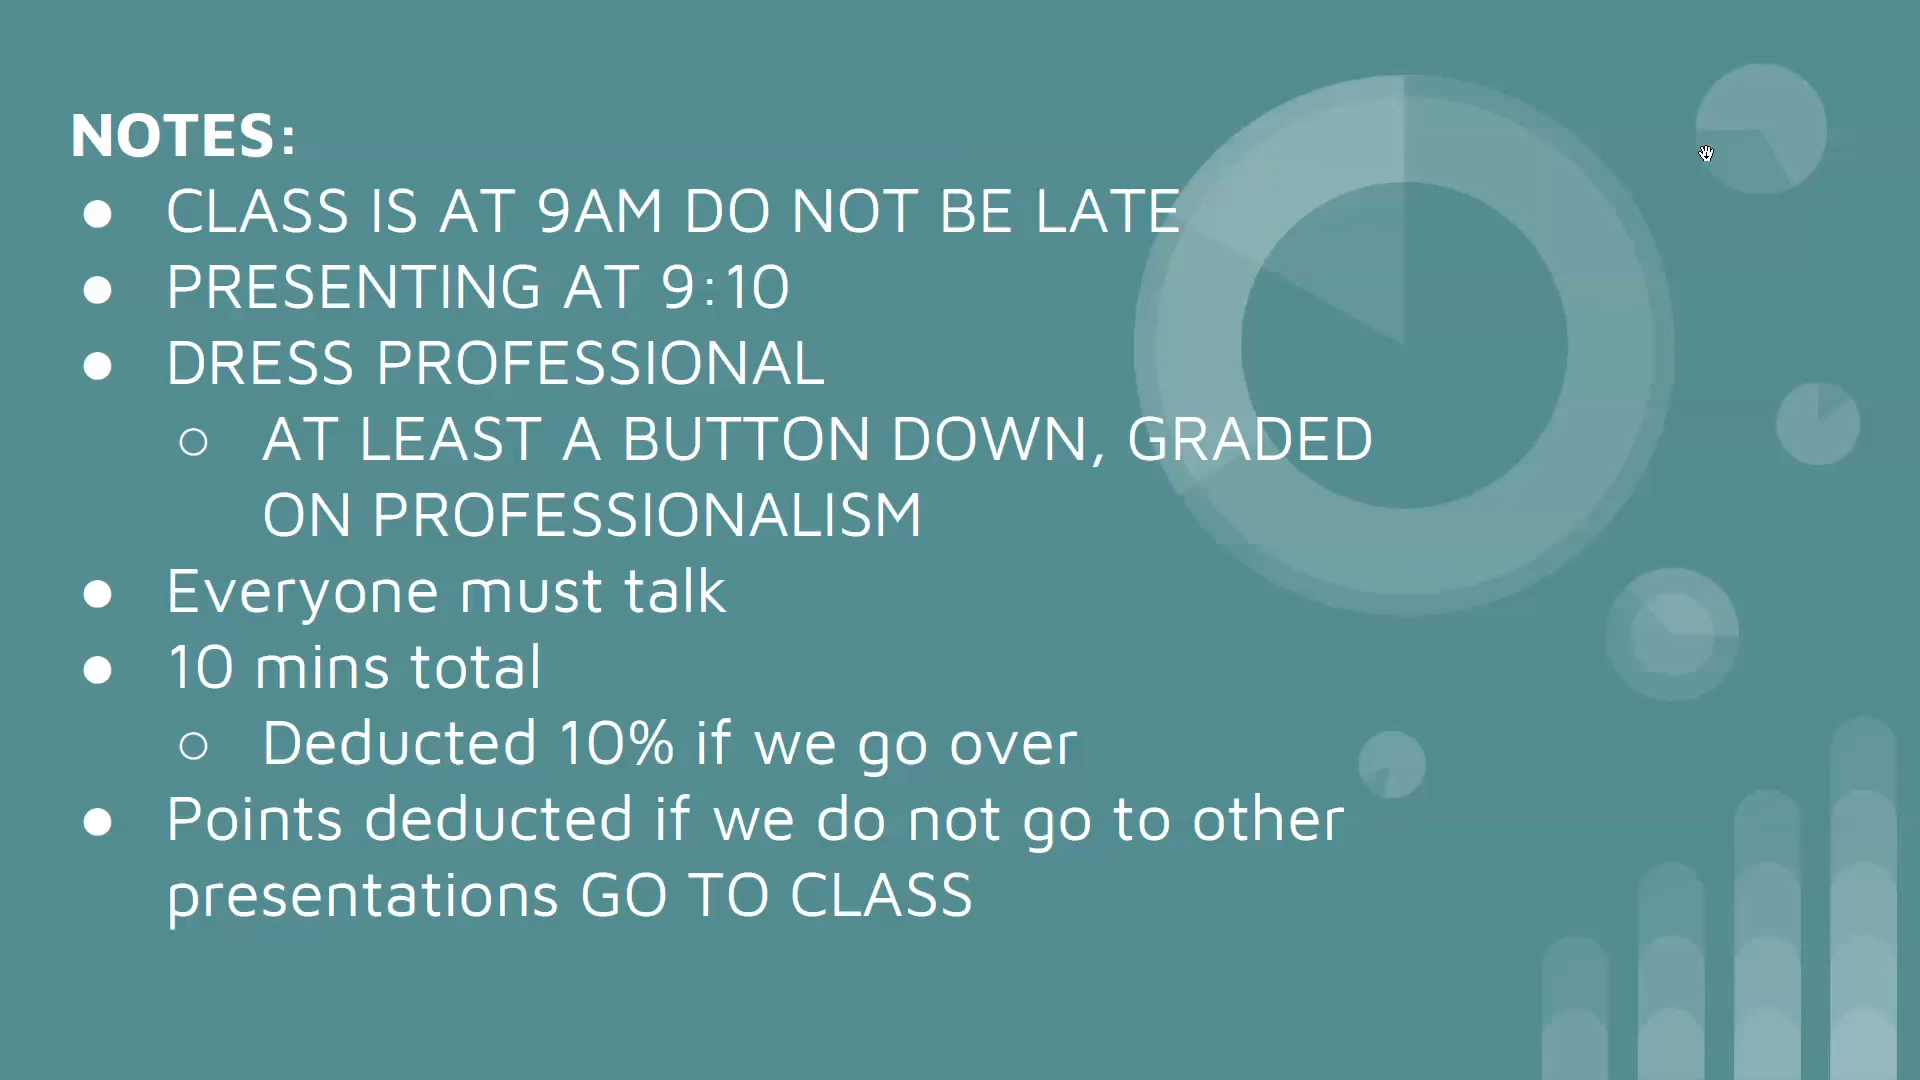 NOTES:
● CLASS IS AT 9AM DO NOT BE LATE
● PRESENTING AT 9:10
● DRESS PROFESSIONAL
○ AT LEAST A BUTTON DOWN, GRADED
ON PROFESSIONALISM
● Everyone must talk
● 10 mins total
○ Deducted 10% if we go over
● Points deducted if we do not go to other
presentations GO TO CLASS